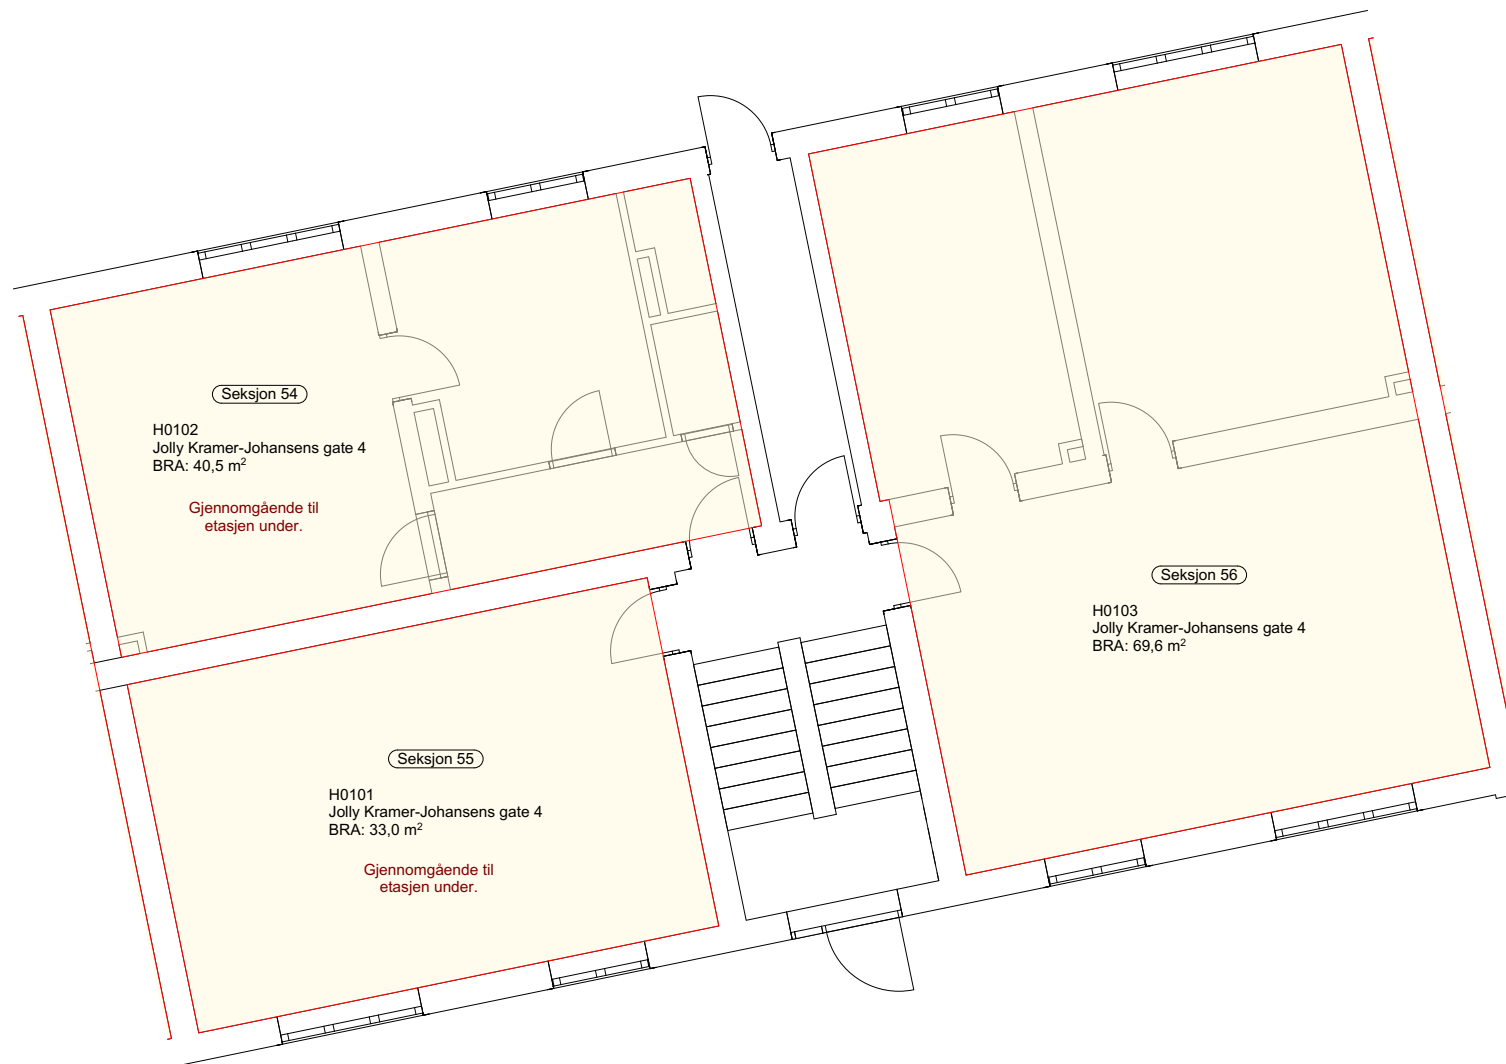 Seksjon 54
H0102
Jolly Kramer-Johansens gate 4
BRA: 40,5 m²
Gjennomgående til
etasjen under.
Seksjon 56
H0103
Jolly Kramer-Johansens gate 4
BRA: 69,6 m²
Seksjon 55
H0101
Jolly Kramer-Johansens gate 4
BRA: 33,0 m²
Gjennomgående til
etasjen under.